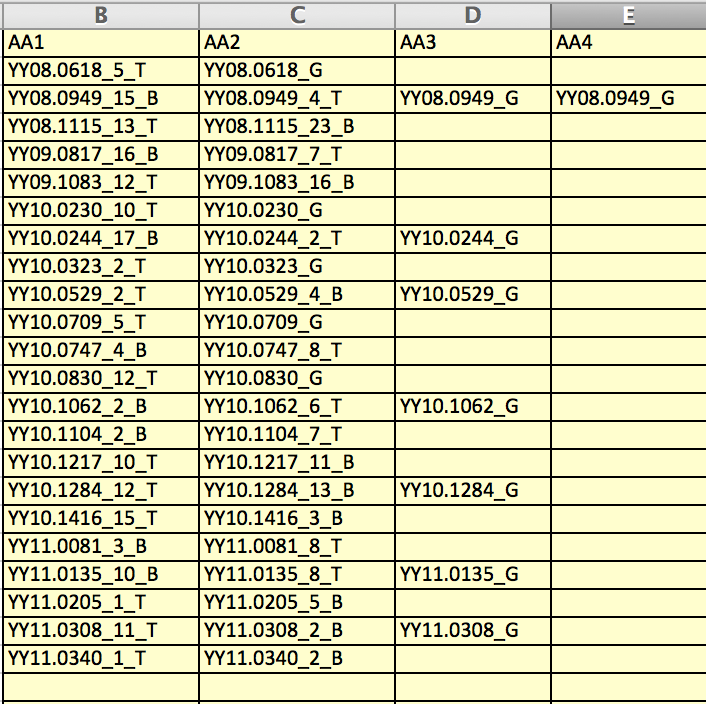 B C D E
AA1 AA2 AA3 AA4
YY08.0618_5_T YY08.0618_G
YY08.0949_15_B YY08.0949_4_T YY08.0949_G YY08.0949_G
YY08.1115_13_T YY08.1115_23_B
YY09.0817_16_B YY09.0817_7_T
YY09.1083_12_T YY09.1083_16_B
YY10.0230_10_T YY10.0230_G
YY10.0244_17_B YY10.0244_2_T YY10.0244_G
YY10.0323_2_T YY10.0323_G
YY10.0529_2_T YY10.0529_4_B YY10.0529_G
YY10.0709_5_T YY10.0709_G
YY10.0747_4_B YY10.0747_8_T
YY10.0830_12_T YY10.0830_G
YY10.1062_2_B YY10.1062_6_T YY10.1062_G
YY10.1104_2_B YY10.1104_7_T
YY10.1217_10_T YY10.1217_11_B
YY10.1284_12_T YY10.1284_13_B YY10.1284_G
YY10.1416_15_T YY10.1416_3_B
YY11.0081_3_B YY11.0081_8_T
YY11.0135_10_B YY11.0135_8_T YY11.0135_G
YY11.0205_1_T YY11.0205_5_B
YY11.0308_11_T YY11.0308_2_B YY11.0308_G
YY11.0340_1_T YY11.0340_2_B